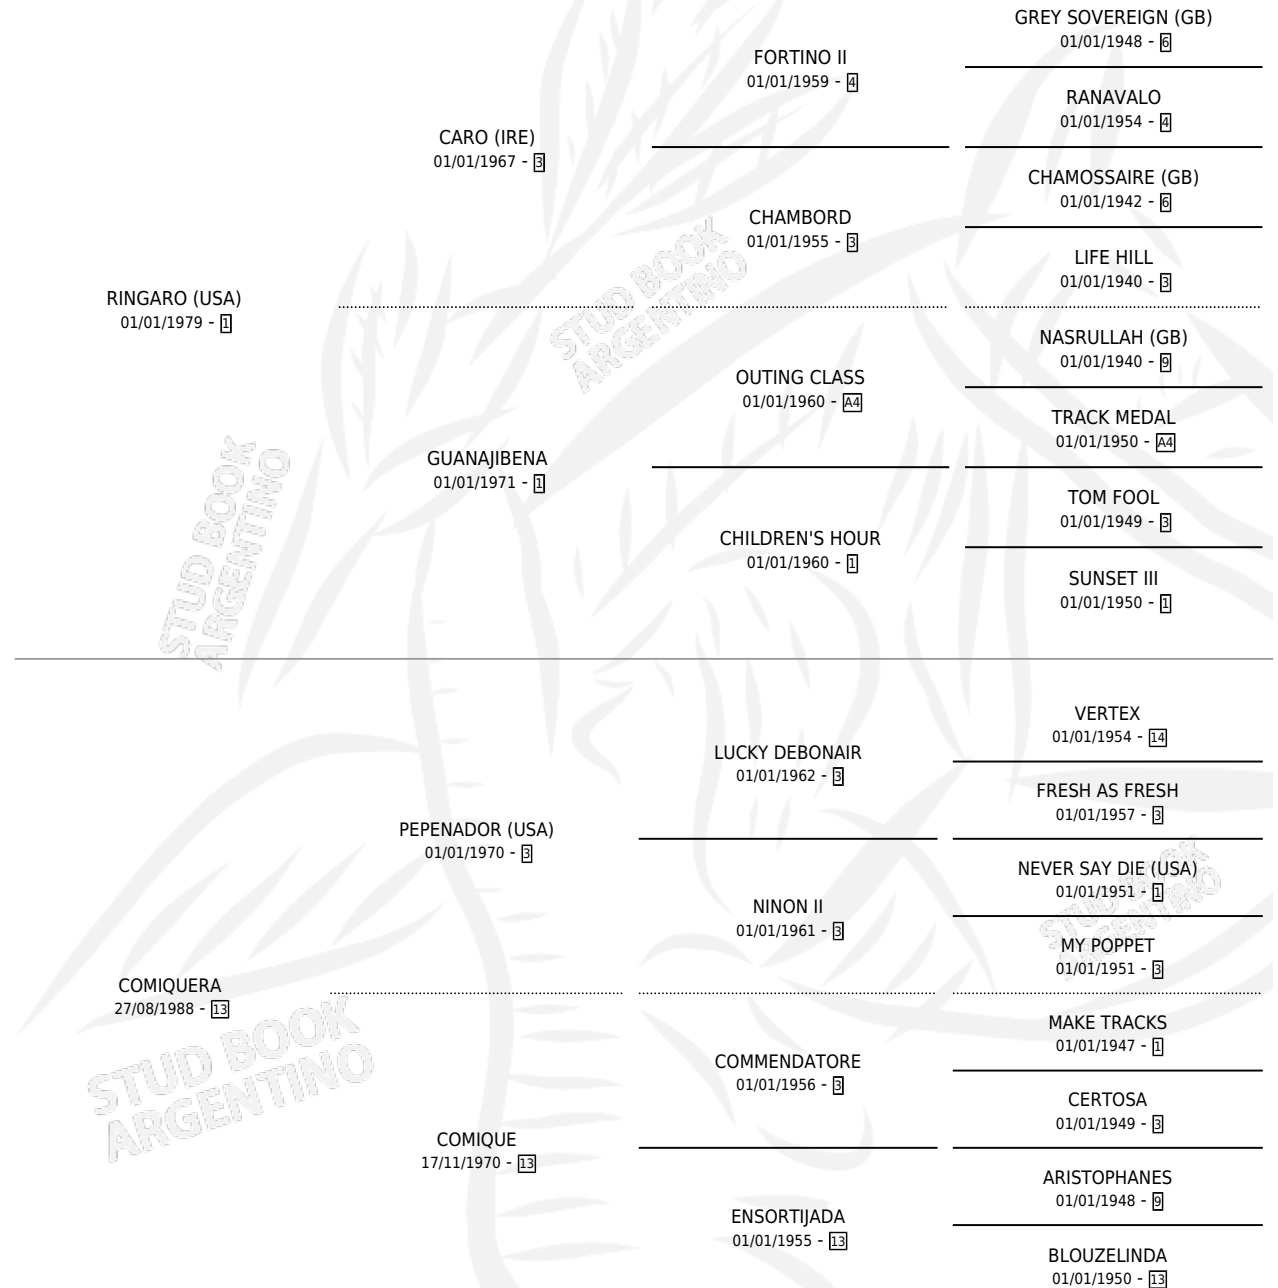 GREY SOVEREIGN (GB)
01/01/1948 - 6
FORTINO II
01/01/1959 - 4
RANAVALO
01/01/1954 - 4
CARO (IRE)
01/01/1967 - 3
CHAMOSSAIRE (GB)
01/01/1942 - 6
CHAMBORD
01/01/1955 - 3
LIFE HILL
01/01/1940 - 3
RINGARO (USA)
01/01/1979 - 1
STUD BOOK
ARGENTINO
NASRULLAH (GB)
01/01/1940 - 9
OUTING CLASS
01/01/1960 - A4
TRACK MEDAL
01/01/1950 - A4
GUANAJIBENA
01/01/1971 - 1
TOM FOOL
01/01/1949 - 3
CHILDREN'S HOUR
01/01/1960 - 1
SUNSET III
01/01/1950 - 1
STUD BOOK
ARGENTINO
VERTEX
01/01/1954 - 14
LUCKY DEBONAIR
01/01/1962 - 3
FRESH AS FRESH
01/01/1957 - 3
PEPENADOR (USA)
01/01/1970 - 3
NEVER SAY DIE (USA)
01/01/1951 - 1
NINON II
01/01/1961 - 3
STUD BOOK
ARGENTINO
MY POPPET
01/01/1951 - 3
COMIQUERA
27/08/1988 - 13
MAKE TRACKS
01/01/1947 - 1
COMMENDATORE
01/01/1956 - 3
STUD BOOK
ARGENTINO
CERTOSA
01/01/1949 - 3
COMIQUE
17/11/1970 - 13
ARISTOPHANES
01/01/1948 - 9
ENSORTIJADA
01/01/1955 - 13
BLOUZELINDA
01/01/1950 - 13